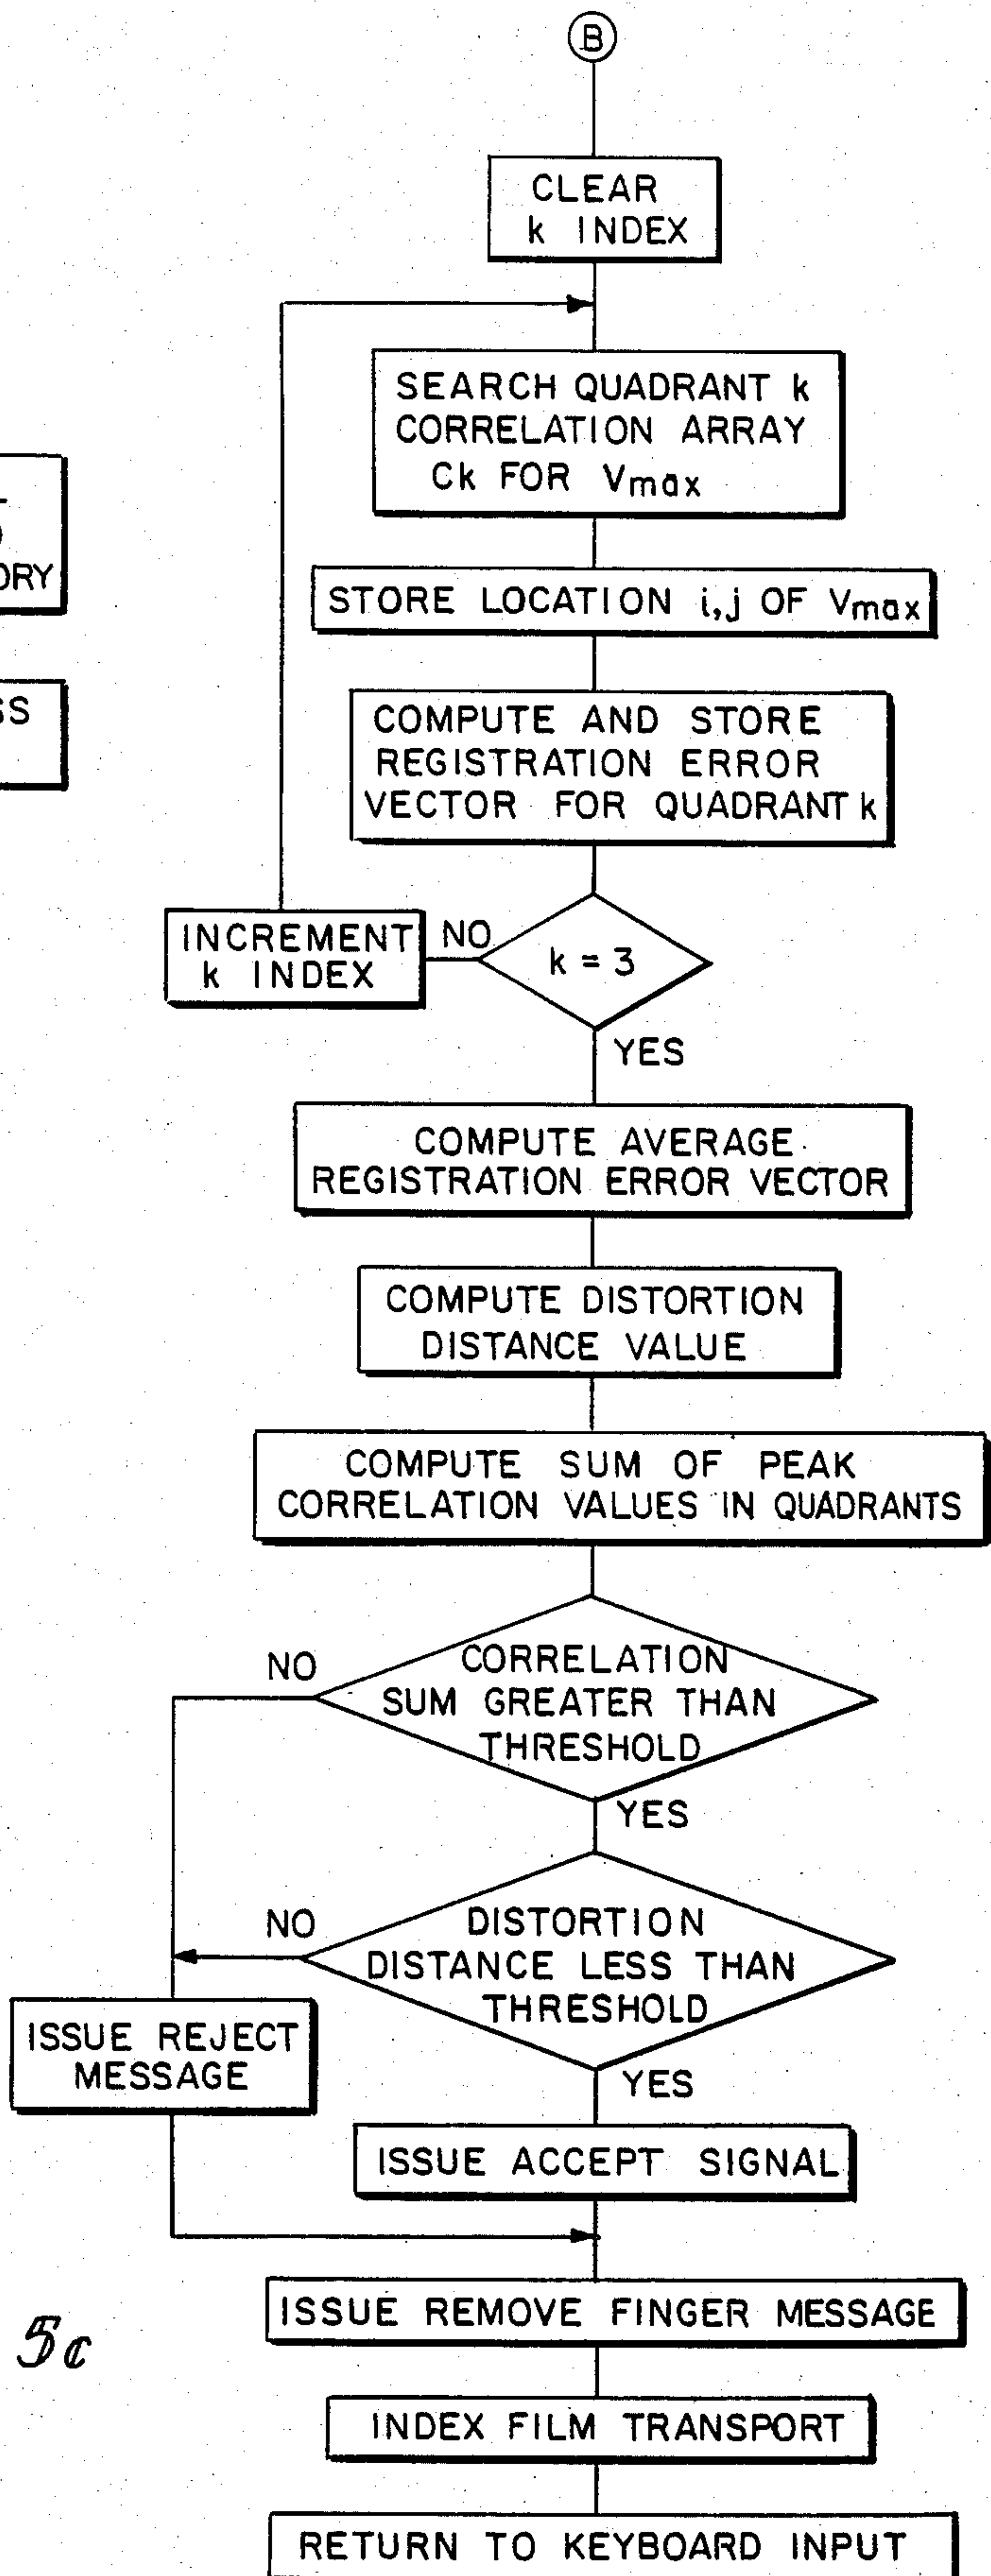 B
CLEAR
k INDEX
SEARCH QUADRANT k
CORRELATION ARRAY
Ck FOR Vmax
ORY
STORE LOCATION i,j OF Vmax
SS
COMPUTE AND STORE
REGISTRATION ERROR
VECTOR FOR QUADRANT k
INCREMENT
k INDEX
NO
k = 3
YES
COMPUTE AVERAGE
REGISTRATION ERROR VECTOR
COMPUTE DISTORTION
DISTANCE VALUE
COMPUTE SUM OF PEAK
CORRELATION VALUES IN QUADRANTS
NO
CORRELATION
SUM GREATER THAN
THRESHOLD
YES
NO
DISTORTION
DISTANCE LESS THAN
THRESHOLD
ISSUE REJECT
MESSAGE
YES
ISSUE ACCEPT SIGNAL
ISSUE REMOVE FINGER MESSAGE
5c
INDEX FILM TRANSPORT
RETURN TO KEYBOARD INPUT